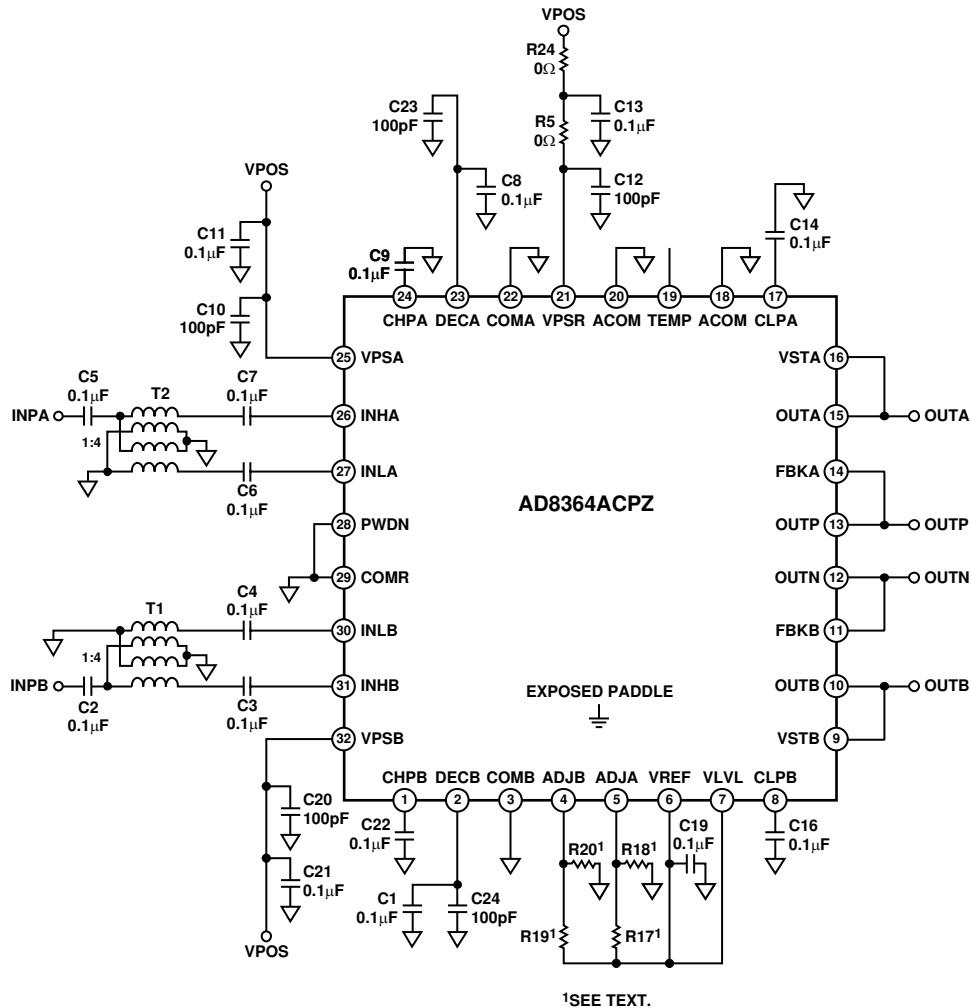 VPOS
R24
0Ω
C23
100pF
C13
0.1µF
R5
0Ω
VPOS
C8
0.1µF
C12
100pF
C11
0.1µF
C9
0.1µF
C14
0.1µF
C10
100pF
24 23 22 21 20 19 18 17
CHPA DECA COMA VPSR ACOM TEMP ACOM CLPA
25 VPSA
VSTA 16
C5
0.1µF
T2
C7
0.1µF
INPA
26 INHA
OUTA 15
OUTA
1:4
27 INLA
FBKA 14
C6
0.1µF
AD8364ACPZ
28 PWDN
OUTP 13
OUTP
29 COMR
OUTN 12
OUTN
C4
0.1µF
T1
30 INLB
FBKB 11
1:4
INPB
31 INHB
OUTB 10
OUTB
C2
0.1µF
C3
0.1µF
EXPOSED PADDLE
32 VPSB
VSTB 9
CHPB DECB COMB ADJB ADJA VREF VLVL CLPB
1 2 3 4 5 6 7 8
C20
100pF
C22
0.1µF
C19
0.1µF
C16
0.1µF
R20¹
R18¹
C21
0.1µF
C1
0.1µF
C24
100pF
R19¹
R17¹
VPOS
¹SEE TEXT.